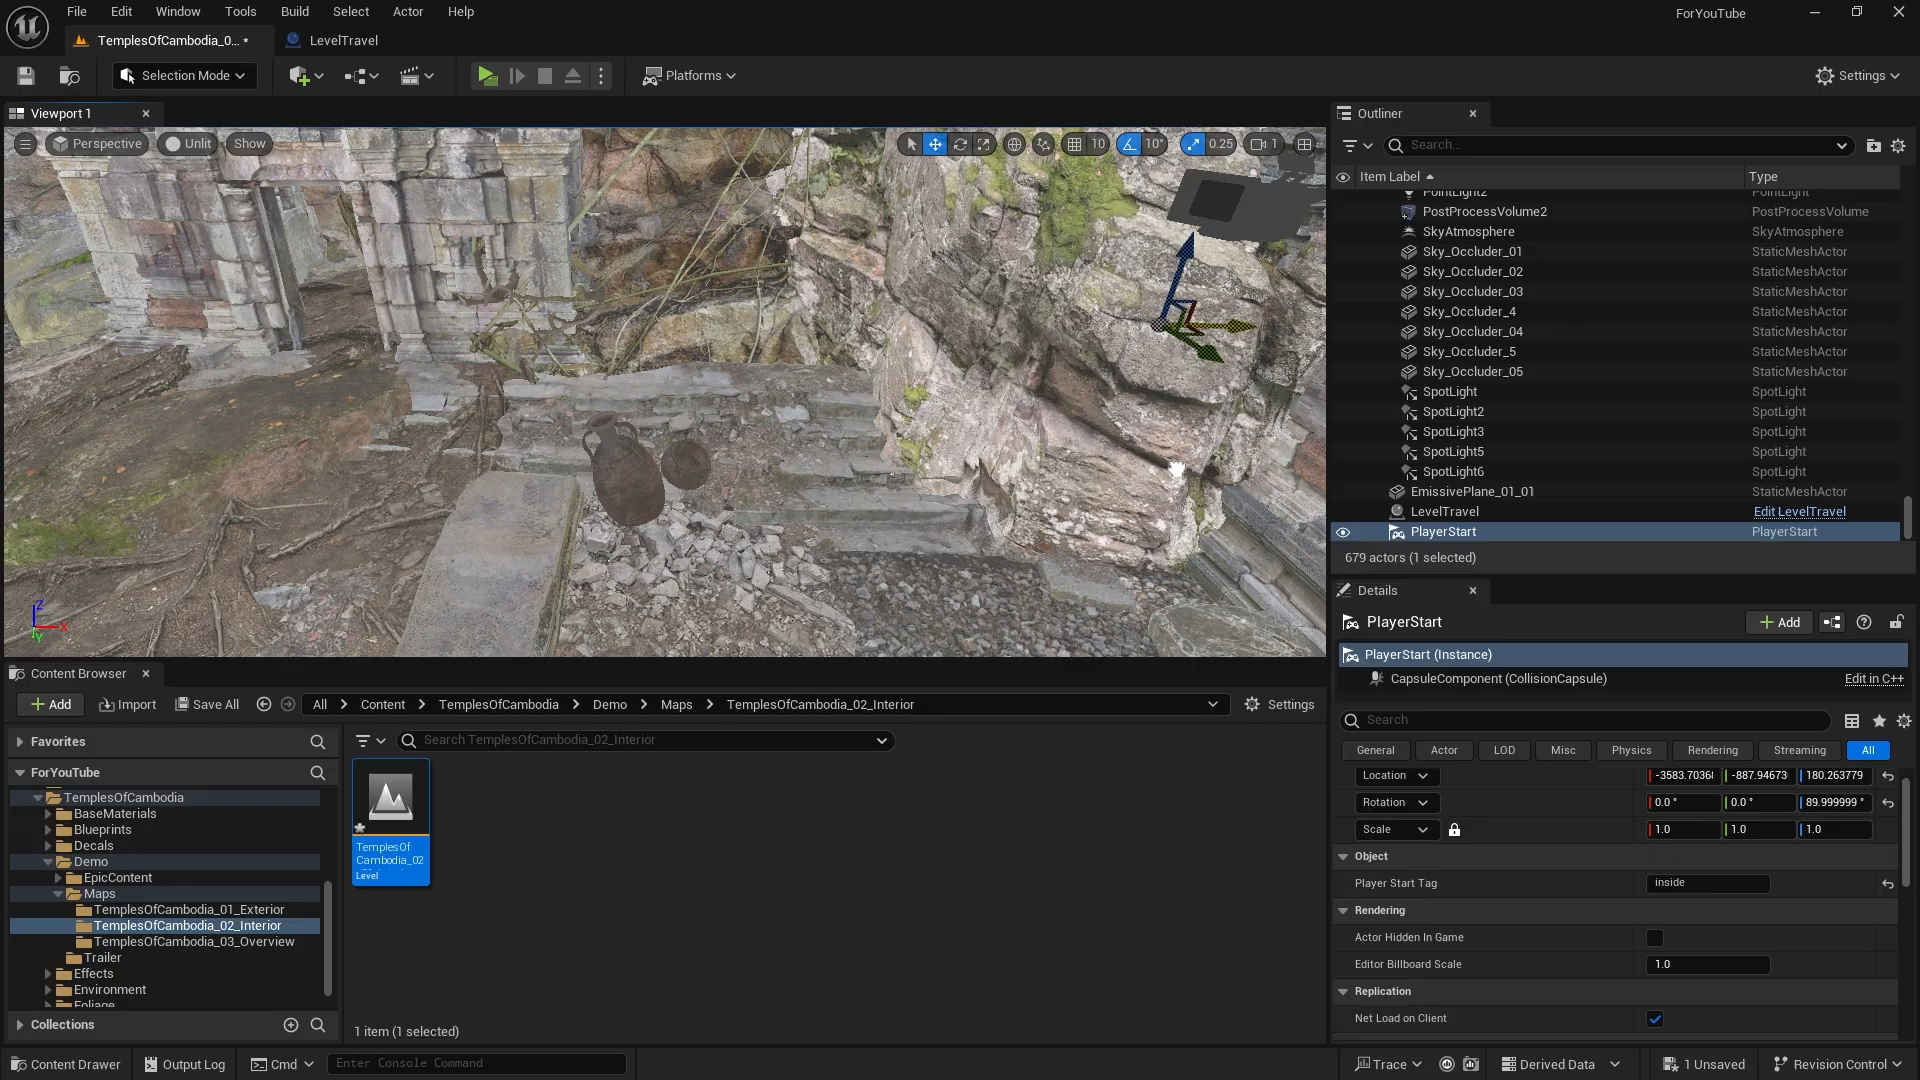 File Edit Window Tools Build Select Actor Help
ForYouTube
TemplesOfCambodia_0... •
LevelTravel
Selection Mode
Platforms
Settings
Viewport 1
Outliner
Perspective
Unlit
Show
10
10°
0.25
1
Search...
Item Label
Type
PointLight2 PointLight
PostProcessVolume2 PostProcessVolume
SkyAtmosphere SkyAtmosphere
Sky_Occluder_01 StaticMeshActor
Sky_Occluder_02 StaticMeshActor
Sky_Occluder_03 StaticMeshActor
Sky_Occluder_4 StaticMeshActor
Sky_Occluder_04 StaticMeshActor
Sky_Occluder_5 StaticMeshActor
Sky_Occluder_05 StaticMeshActor
SpotLight SpotLight
SpotLight2 SpotLight
SpotLight3 SpotLight
SpotLight5 SpotLight
SpotLight6 SpotLight
EmissivePlane_01_01 StaticMeshActor
LevelTravel Edit LevelTravel
PlayerStart PlayerStart
679 actors (1 selected)
Details
PlayerStart
Add
PlayerStart (Instance)
CapsuleComponent (CollisionCapsule) Edit in C++
Search
General Actor LOD Misc Physics Rendering Streaming All
Location -3583.7036 -887.94673 180.263779
Rotation 0.0 ° 0.0 ° 89.999999 °
Scale 1.0 1.0 1.0
Object
Player Start Tag inside
Rendering
Actor Hidden In Game
Editor Billboard Scale 1.0
Replication
Net Load on Client
Z
X
Y
Content Browser
Add Import Save All
All > Content > TemplesOfCambodia > Demo > Maps > TemplesOfCambodia_02_Interior
Settings
Favorites
Search TemplesOfCambodia_02_Interior
ForYouTube
TemplesOfCambodia
BaseMaterials
Blueprints
Decals
Demo
EpicContent
Maps
TemplesOfCambodia_01_Exterior
TemplesOfCambodia_02_Interior
TemplesOfCambodia_03_Overview
Trailer
Effects
Environment
Foliage
Collections
TemplesOf
Cambodia_02
Level
1 item (1 selected)
Content Drawer
Output Log
Cmd
Enter Console Command
Trace
Derived Data
1 Unsaved
Revision Control